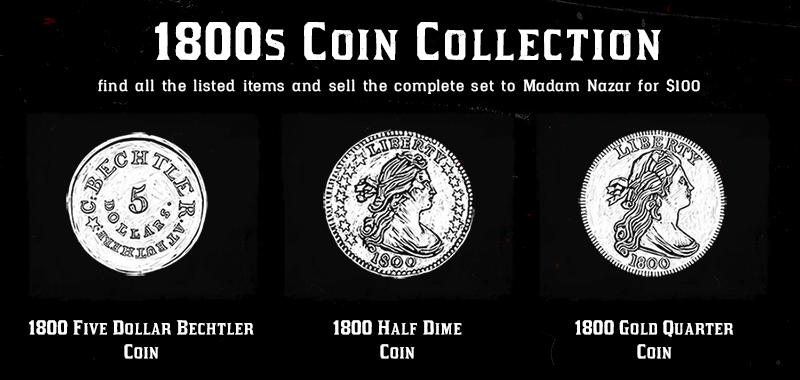 1800s Coin Collection
find all the listed items and sell the complete set to Madam Nazar for $100
C. BECHTLER. AT RUTHERF:
5
DOLLARS.
LIBERTY
1800
LIBERTY
1800
1800 Five Dollar Bechtler
Coin
1800 Half Dime
Coin
1800 Gold Quarter
Coin